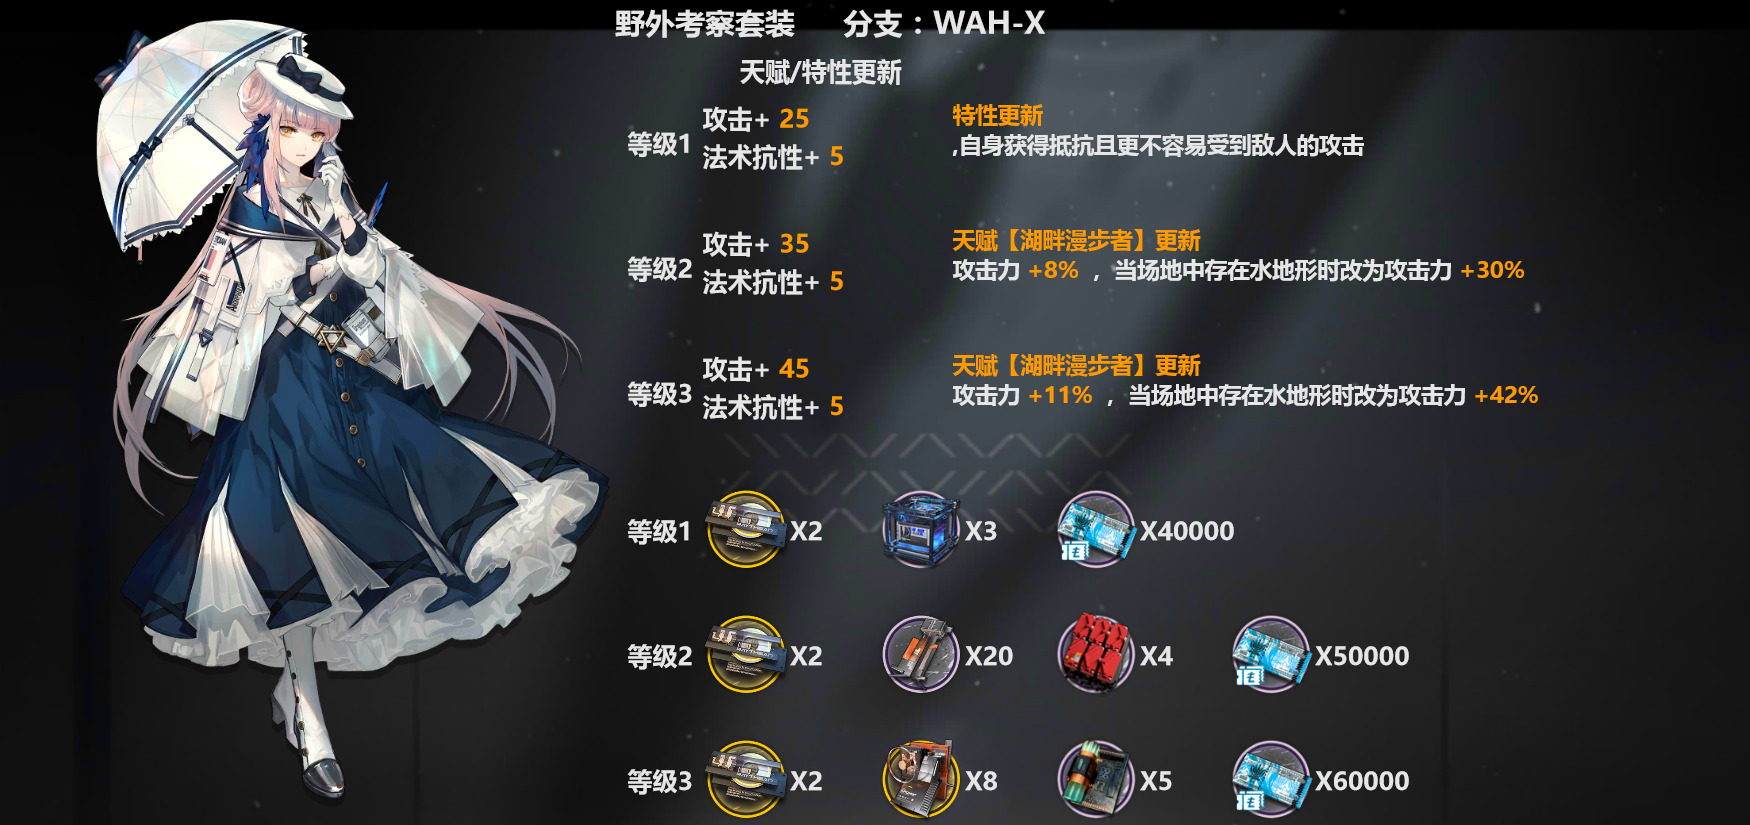 野外考察套装 分支：WAH-X
天赋/特性更新
等级1
攻击+ 25
法术抗性+ 5
特性更新
,自身获得抵抗且更不容易受到敌人的攻击
等级2
攻击+ 35
法术抗性+ 5
天赋【湖畔漫步者】更新
攻击力 +8% ，当场地中存在水地形时改为攻击力 +30%
等级3
攻击+ 45
法术抗性+ 5
天赋【湖畔漫步者】更新
攻击力 +11% ，当场地中存在水地形时改为攻击力 +42%
等级1 X2 X3 X40000
等级2 X2 X20 X4 X50000
等级3 X2 X8 X5 X60000